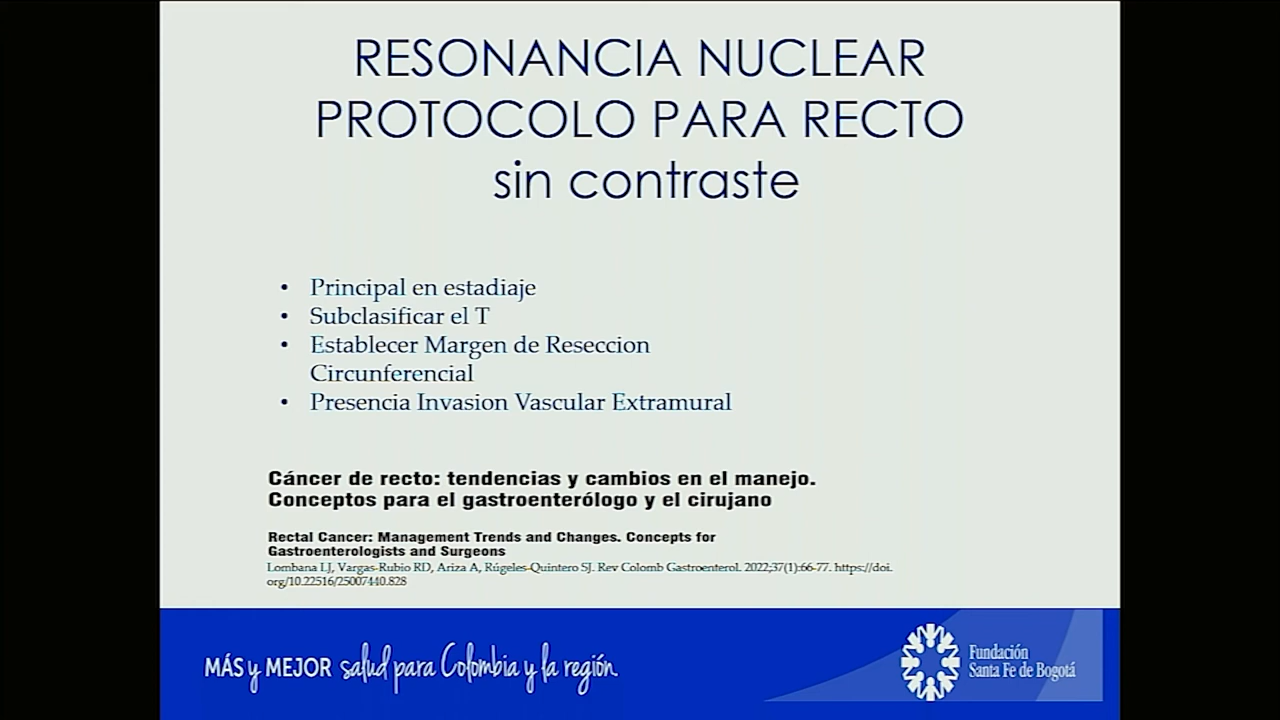 RESONANCIA NUCLEAR
PROTOCOLO PARA RECTO
sin contraste
• Principal en estadiaje
• Subclasificar el T
• Establecer Margen de Reseccion
Circunferencial
• Presencia Invasion Vascular Extramural
Cáncer de recto: tendencias y cambios en el manejo.
Conceptos para el gastroenterólogo y el cirujano
Rectal Cancer: Management Trends and Changes. Concepts for
Gastroenterologists and Surgeons
Lombana LJ, Vargas-Rubio RD, Ariza A, Rúgeles-Quintero SJ. Rev Colomb Gastroenterol. 2022;37(1):66-77. https://doi.
org/10.22516/25007440.828
MÁS y MEJOR salud para Colombia y la región.
Fundación
Santa Fe de Bogotá